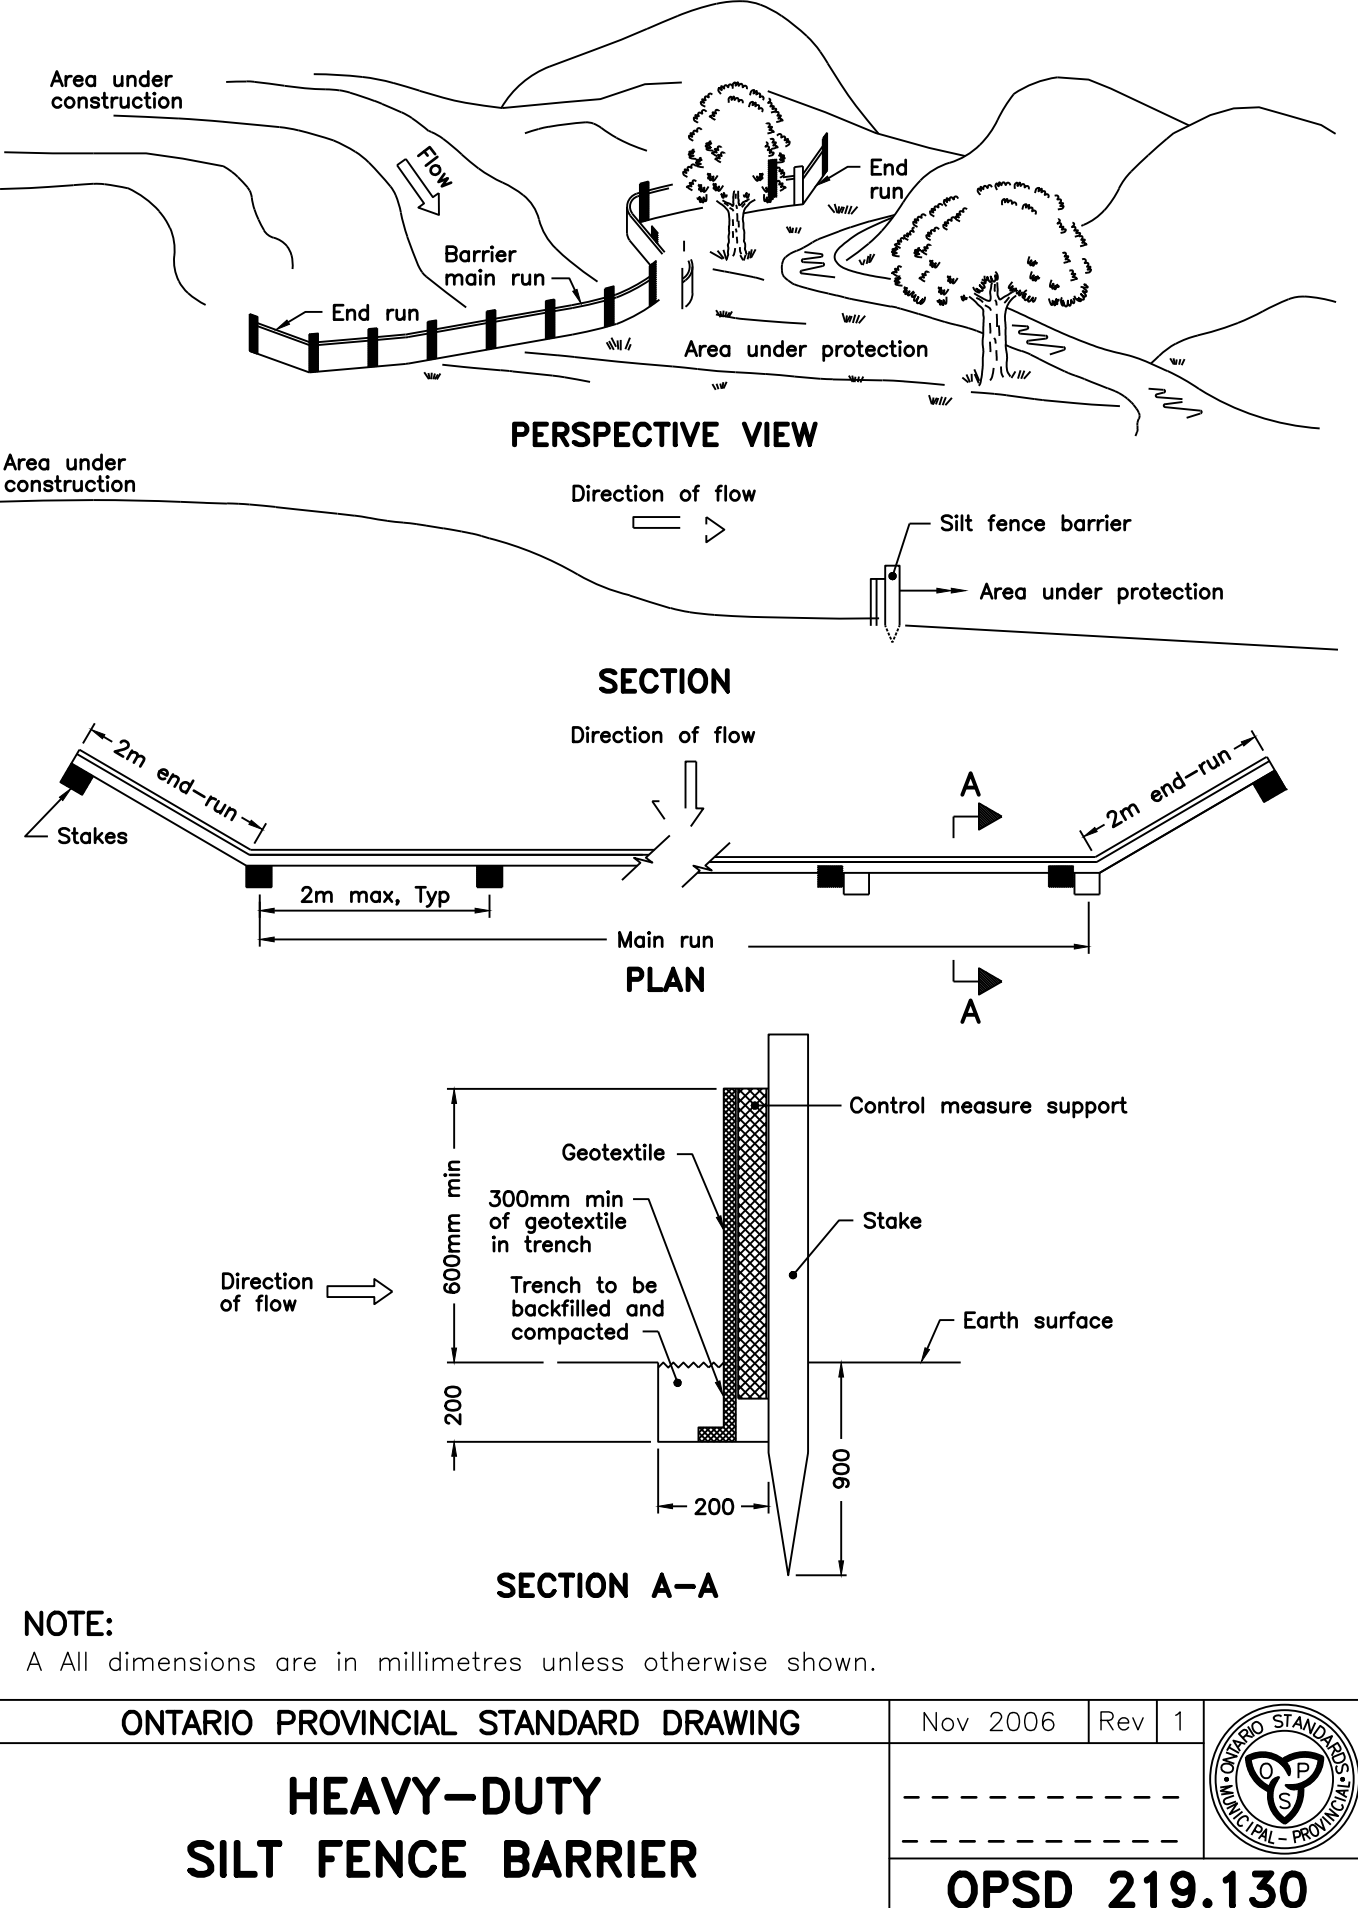 Area under
construction
Flow
End
run
Barrier
main run
End run
Area under protection
PERSPECTIVE VIEW
Area under
construction
Direction of flow
Silt fence barrier
Area under protection
SECTION
Direction of flow
2m end-run
2m end-run
A
Stakes
2m max, Typ
Main run
PLAN
A
Control measure support
Geotextile
600mm min
300mm min
of geotextile
in trench
Stake
Direction
of flow
Trench to be
backfilled and
compacted
Earth surface
200
900
200
SECTION A-A
NOTE:
A All dimensions are in millimetres unless otherwise shown.
ONTARIO PROVINCIAL STANDARD DRAWING
Nov 2006
Rev
1
HEAVY-DUTY
SILT FENCE BARRIER
ONTARIO STANDARDS
MUNICIPAL - PROVINCIAL
O P
S
OPSD 219.130